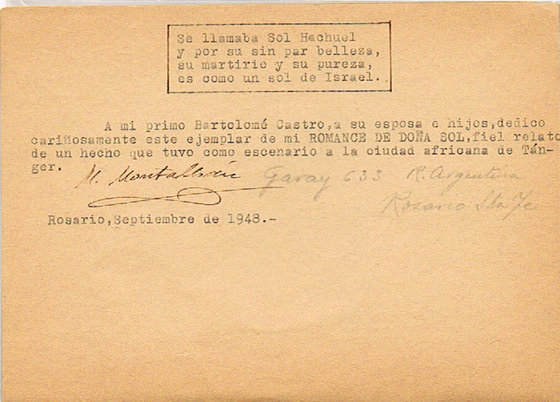 Se llamaba Sol Hachuel
y por su sin par belleza,
su martirio y su pureza,
es como un sol de Israel.
A mi primo Bartolomé Castro,a su esposa e hijos,dedico
cariñosamente este ejemplar de mi ROMANCE DE DOÑA SOL,fiel relato
de un hecho que tuvo como escenario a la ciudad africana de Tán-
ger.
M. Montalbán Garay 633 R. Argentina
Rosario Sta Fe
Rosario,Septiembre de 1948.-